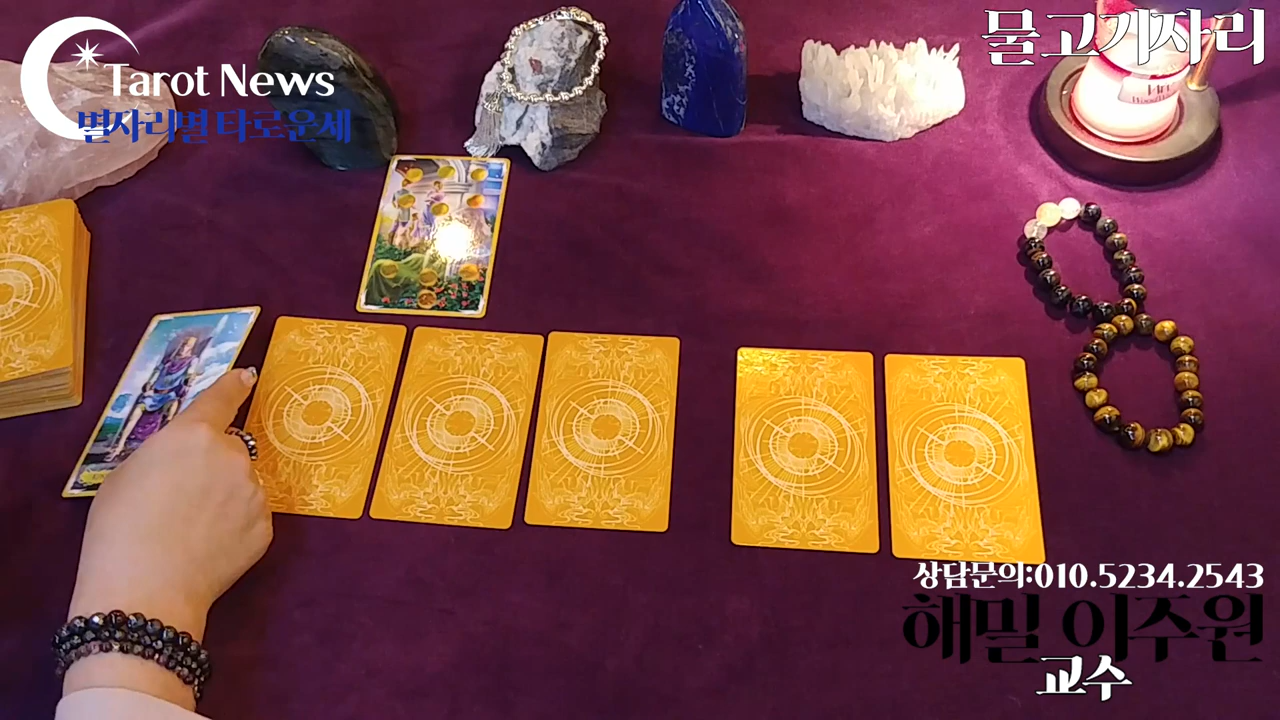 Tarot News
별자리별 타로운세
물고기자리
상담문의:010.5234.2543
해밀 이주원
교수